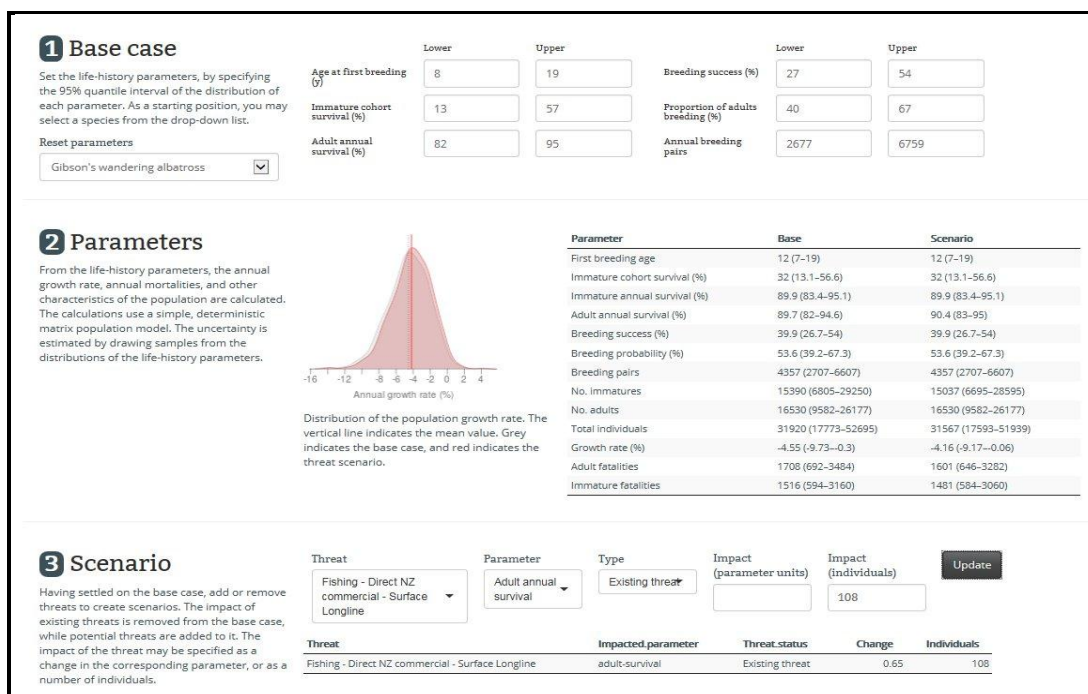 1 Base case
Set the life-history parameters, by specifying
the 95% quantile interval of the distribution of
each parameter. As a starting position, you may
select a species from the drop-down list.
Reset parameters
Gibson's wandering albatross
Lower Upper
Age at first breeding
(y)
8 19
Immature cohort
survival (%)
13 57
Adult annual
survival (%)
82 95
Lower Upper
Breeding success (%) 27 54
Proportion of adults
breeding (%)
40 67
Annual breeding
pairs
2677 6759
2 Parameters
From the life-history parameters, the annual
growth rate, annual mortalities, and other
characteristics of the population are calculated.
The calculations use a simple, deterministic
matrix population model. The uncertainty is
estimated by drawing samples from the
distributions of the life-history parameters.
-16 -12 -8 -6 -4 -2 0 2 4
Annual growth rate (%)
Distribution of the population growth rate. The
vertical line indicates the mean value. Grey
indicates the base case, and red indicates the
threat scenario.
Parameter Base Scenario
First breeding age 12 (7–19) 12 (7–19)
Immature cohort survival (%) 32 (13.1–56.6) 32 (13.1–56.6)
Immature annual survival (%) 89.9 (83.4–95.1) 89.9 (83.4–95.1)
Adult annual survival (%) 89.7 (82–94.6) 90.4 (83–95)
Breeding success (%) 39.9 (26.7–54) 39.9 (26.7–54)
Breeding probability (%) 53.6 (39.2–67.3) 53.6 (39.2–67.3)
Breeding pairs 4357 (2707–6607) 4357 (2707–6607)
No. immatures 15390 (6805–29250) 15037 (6695–28595)
No. adults 16530 (9582–26177) 16530 (9582–26177)
Total individuals 31920 (17773–52695) 31567 (17593–51939)
Growth rate (%) -4.55 (-9.73–-0.3) -4.16 (-9.17–-0.06)
Adult fatalities 1708 (692–3484) 1601 (646–3282)
Immature fatalities 1516 (594–3160) 1481 (584–3060)
3 Scenario
Having settled on the base case, add or remove
threats to create scenarios. The impact of
existing threats is removed from the base case,
while potential threats are added to it. The
impact of the threat may be specified as a
change in the corresponding parameter, or as a
number of individuals.
Threat
Fishing - Direct NZ
commercial - Surface
Longline
Parameter
Adult annual
survival
Type
Existing threat
Impact
(parameter units)
Impact
(individuals)
108
Update
Threat Impacted.parameter Threat.status Change Individuals
Fishing - Direct NZ commercial - Surface Longline adult-survival Existing threat 0.65 108